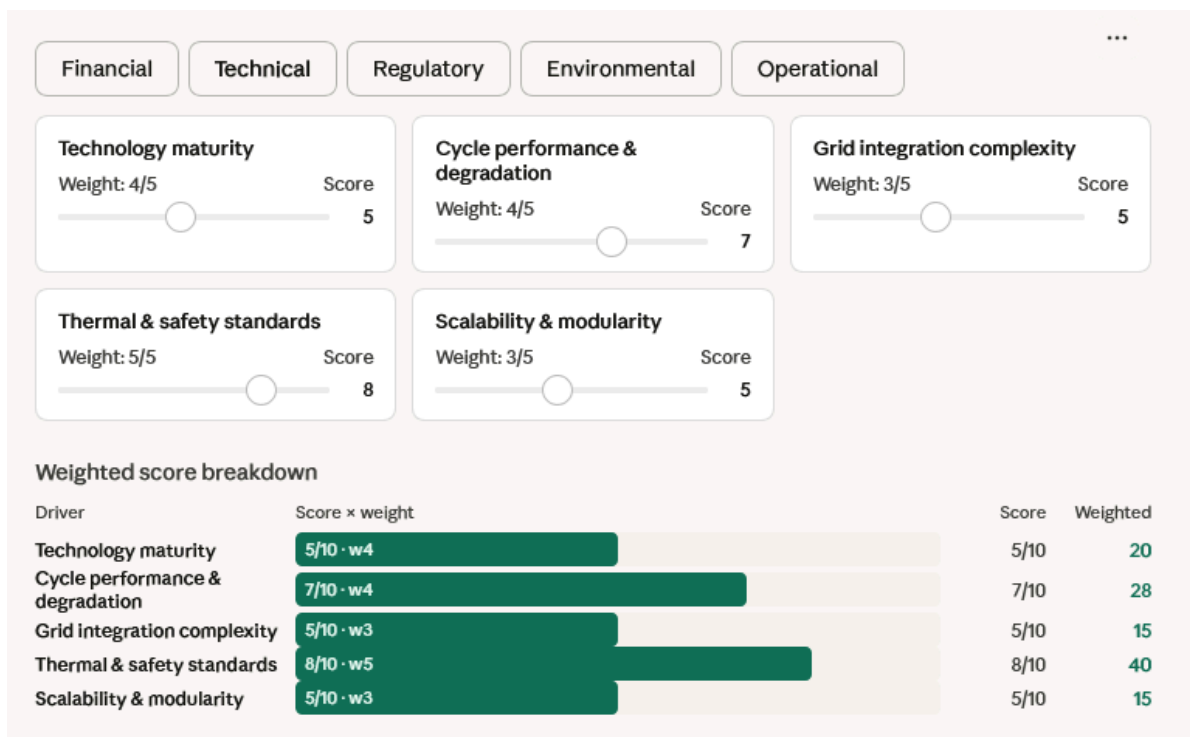 ...
Financial Technical Regulatory Environmental Operational
Technology maturity
Weight: 4/5 Score
5
Cycle performance &
degradation
Weight: 4/5 Score
7
Grid integration complexity
Weight: 3/5 Score
5
Thermal & safety standards
Weight: 5/5 Score
8
Scalability & modularity
Weight: 3/5 Score
5
Weighted score breakdown
Driver Score × weight Score Weighted
Technology maturity 5/10 · w4 5/10 20
Cycle performance &
degradation 7/10 · w4 7/10 28
Grid integration complexity 5/10 · w3 5/10 15
Thermal & safety standards 8/10 · w5 8/10 40
Scalability & modularity 5/10 · w3 5/10 15